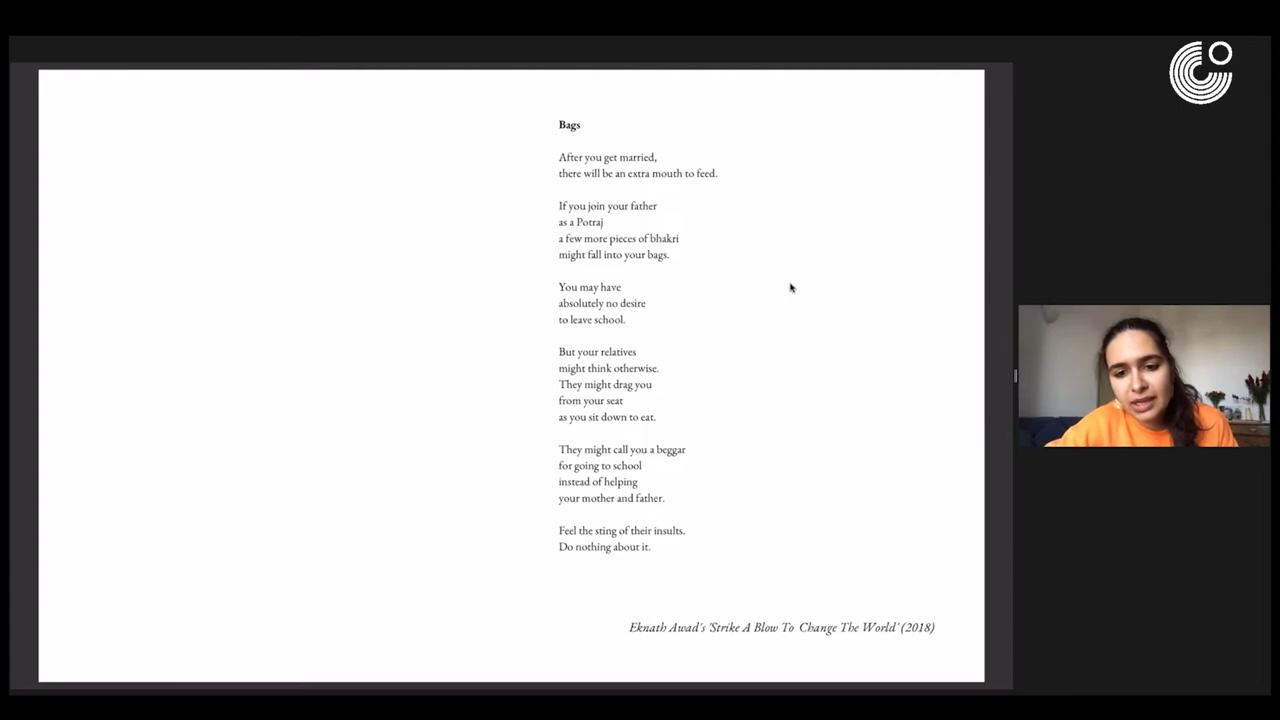 Bags
After you get married,
there will be an extra mouth to feed.
If you join your father
as a Potraj
a few more pieces of bhakri
might fall into your bags.
You may have
absolutely no desire
to leave school.
But your relatives
might think otherwise.
They might drag you
from your seat
as you sit down to eat.
They might call you a beggar
for going to school
instead of helping
your mother and father.
Feel the sting of their insults.
Do nothing about it.
Eknath Awad's 'Strike A Blow To Change The World' (2018)